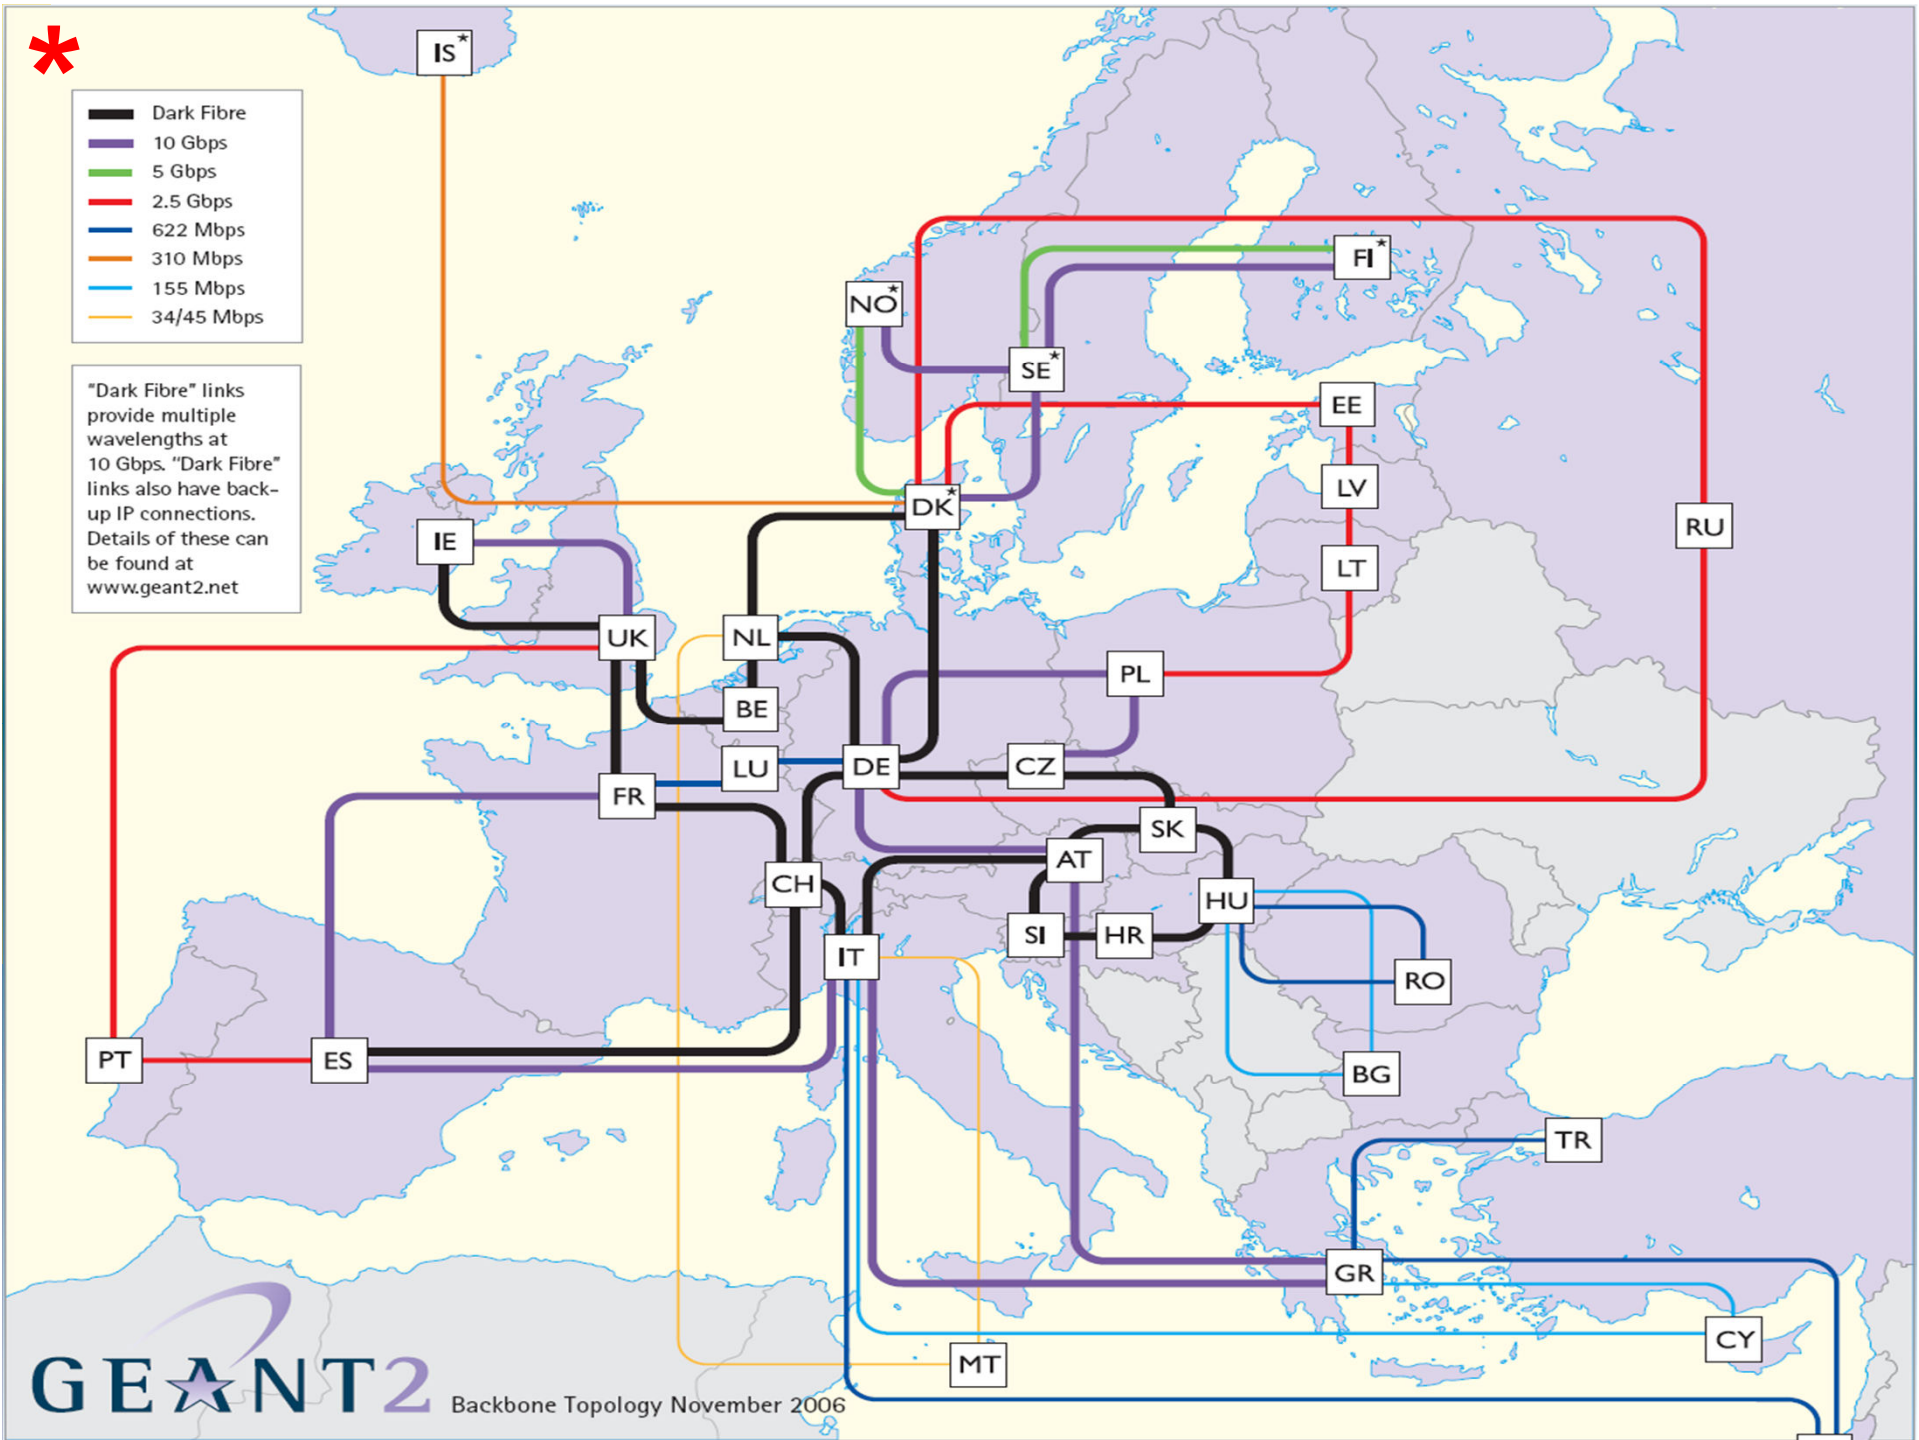 *
IS*
Dark Fibre
10 Gbps
5 Gbps
2.5 Gbps
622 Mbps
310 Mbps
155 Mbps
34/45 Mbps
"Dark Fibre" links
provide multiple
wavelengths at
10 Gbps. "Dark Fibre"
links also have back-
up IP connections.
Details of these can
be found at
www.geant2.net
FI*
NO*
SE*
EE
LV
DK*
RU
IE
LT
UK
NL
PL
BE
LU
DE
CZ
FR
SK
AT
CH
HU
SI
HR
IT
RO
PT
ES
BG
TR
GR
CY
MT
GEANT2
Backbone Topology November 2006